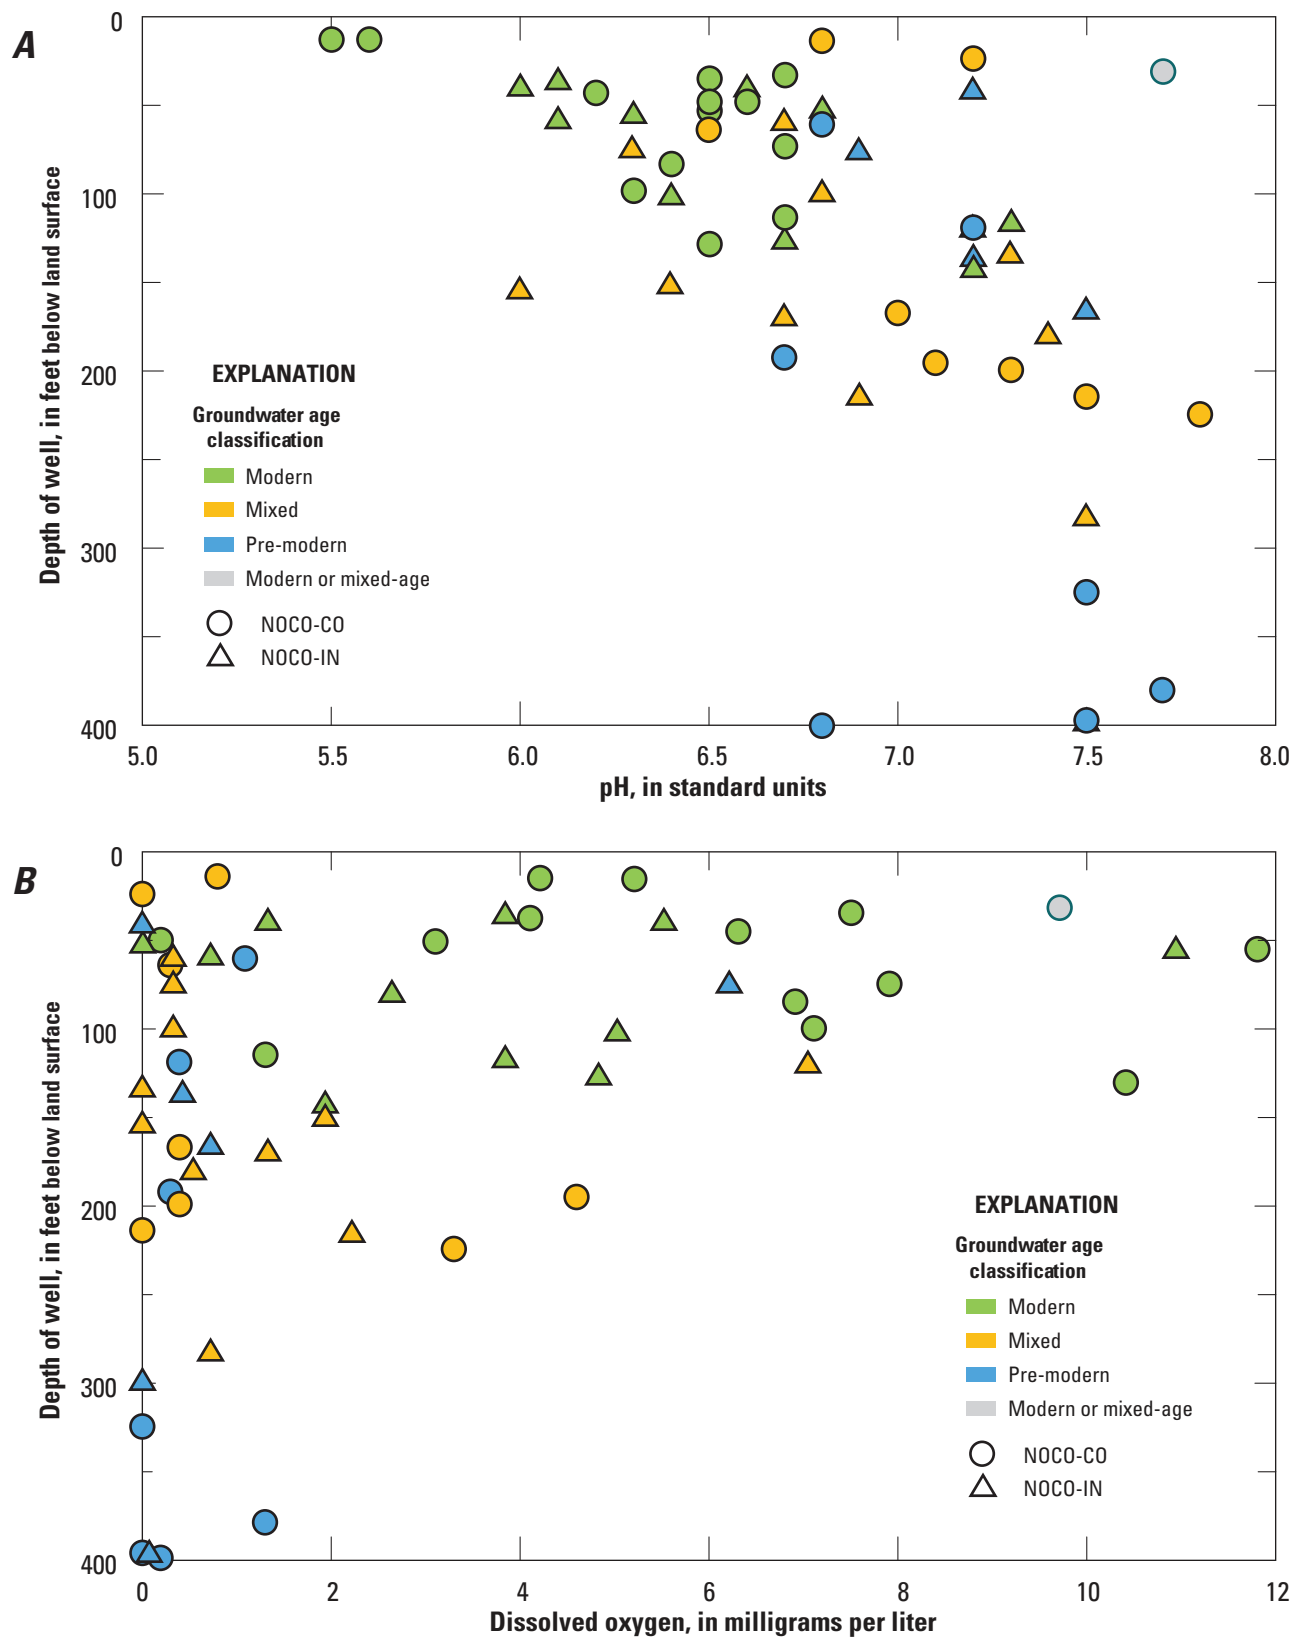 A
0
100
200
300
400
Depth of well, in feet below land surface
EXPLANATION
Groundwater age
classification
Modern
Mixed
Pre-modern
Modern or mixed-age
NOCO-CO
NOCO-IN
5.0 5.5 6.0 6.5 7.0 7.5 8.0
pH, in standard units
B
0
100
200
300
400
Depth of well, in feet below land surface
EXPLANATION
Groundwater age
classification
Modern
Mixed
Pre-modern
Modern or mixed-age
NOCO-CO
NOCO-IN
0 2 4 6 8 10 12
Dissolved oxygen, in milligrams per liter